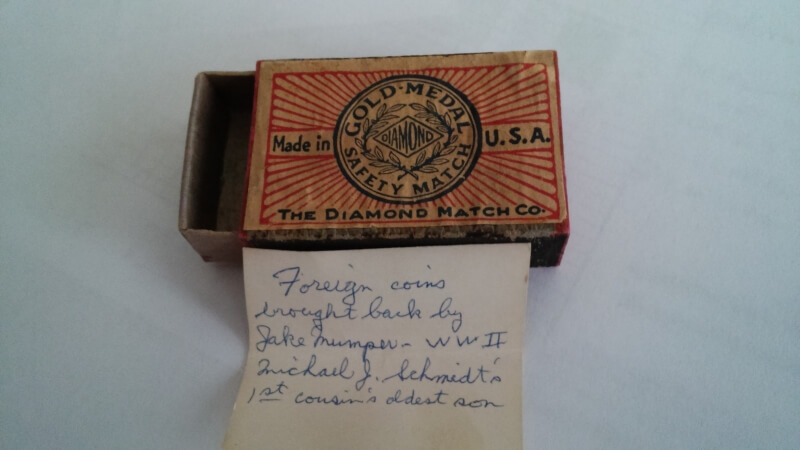 GOLD-MEDAL
DIAMOND
SAFETY MATCH
Made in U.S.A.
THE DIAMOND MATCH CO.
Foreign coins
brought back by
Jake Mumper - WW II
Michael J. Schmidt's
1st cousin's oldest son